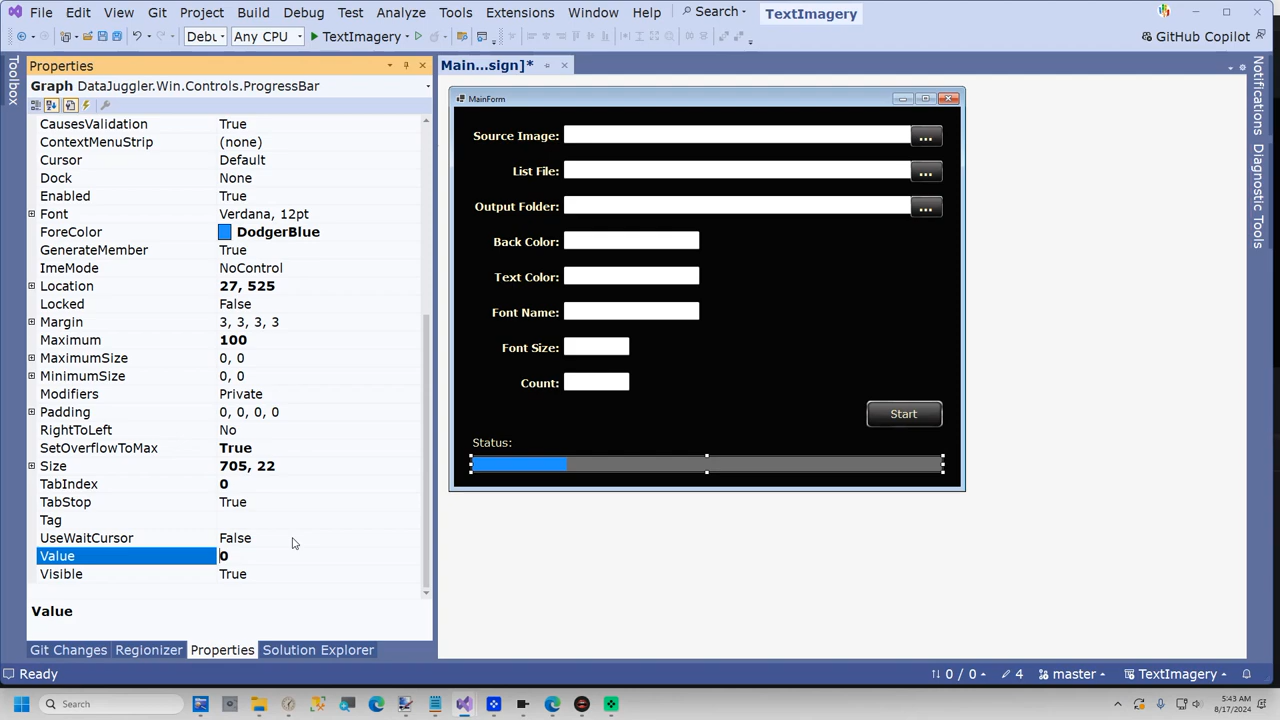 File Edit View Git Project Build Debug Test Analyze Tools Extensions Window Help Search TextImagery
Debu Any CPU TextImagery GitHub Copilot
Toolbox
Properties
Graph DataJuggler.Win.Controls.ProgressBar
CausesValidation True
ContextMenuStrip (none)
Cursor Default
Dock None
Enabled True
Font Verdana, 12pt
ForeColor DodgerBlue
GenerateMember True
ImeMode NoControl
Location 27, 525
Locked False
Margin 3, 3, 3, 3
Maximum 100
MaximumSize 0, 0
MinimumSize 0, 0
Modifiers Private
Padding 0, 0, 0, 0
RightToLeft No
SetOverflowToMax True
Size 705, 22
TabIndex 0
TabStop True
Tag
UseWaitCursor False
Value 0
Visible True
Value
Git Changes Regionizer Properties Solution Explorer
Main...sign]*
MainForm
Source Image: ...
List File: ...
Output Folder: ...
Back Color:
Text Color:
Font Name:
Font Size:
Count:
Start
Status:
Notifications
Diagnostic Tools
Ready 0 / 0 4 master TextImagery
Search
5:43 AM
8/17/2024